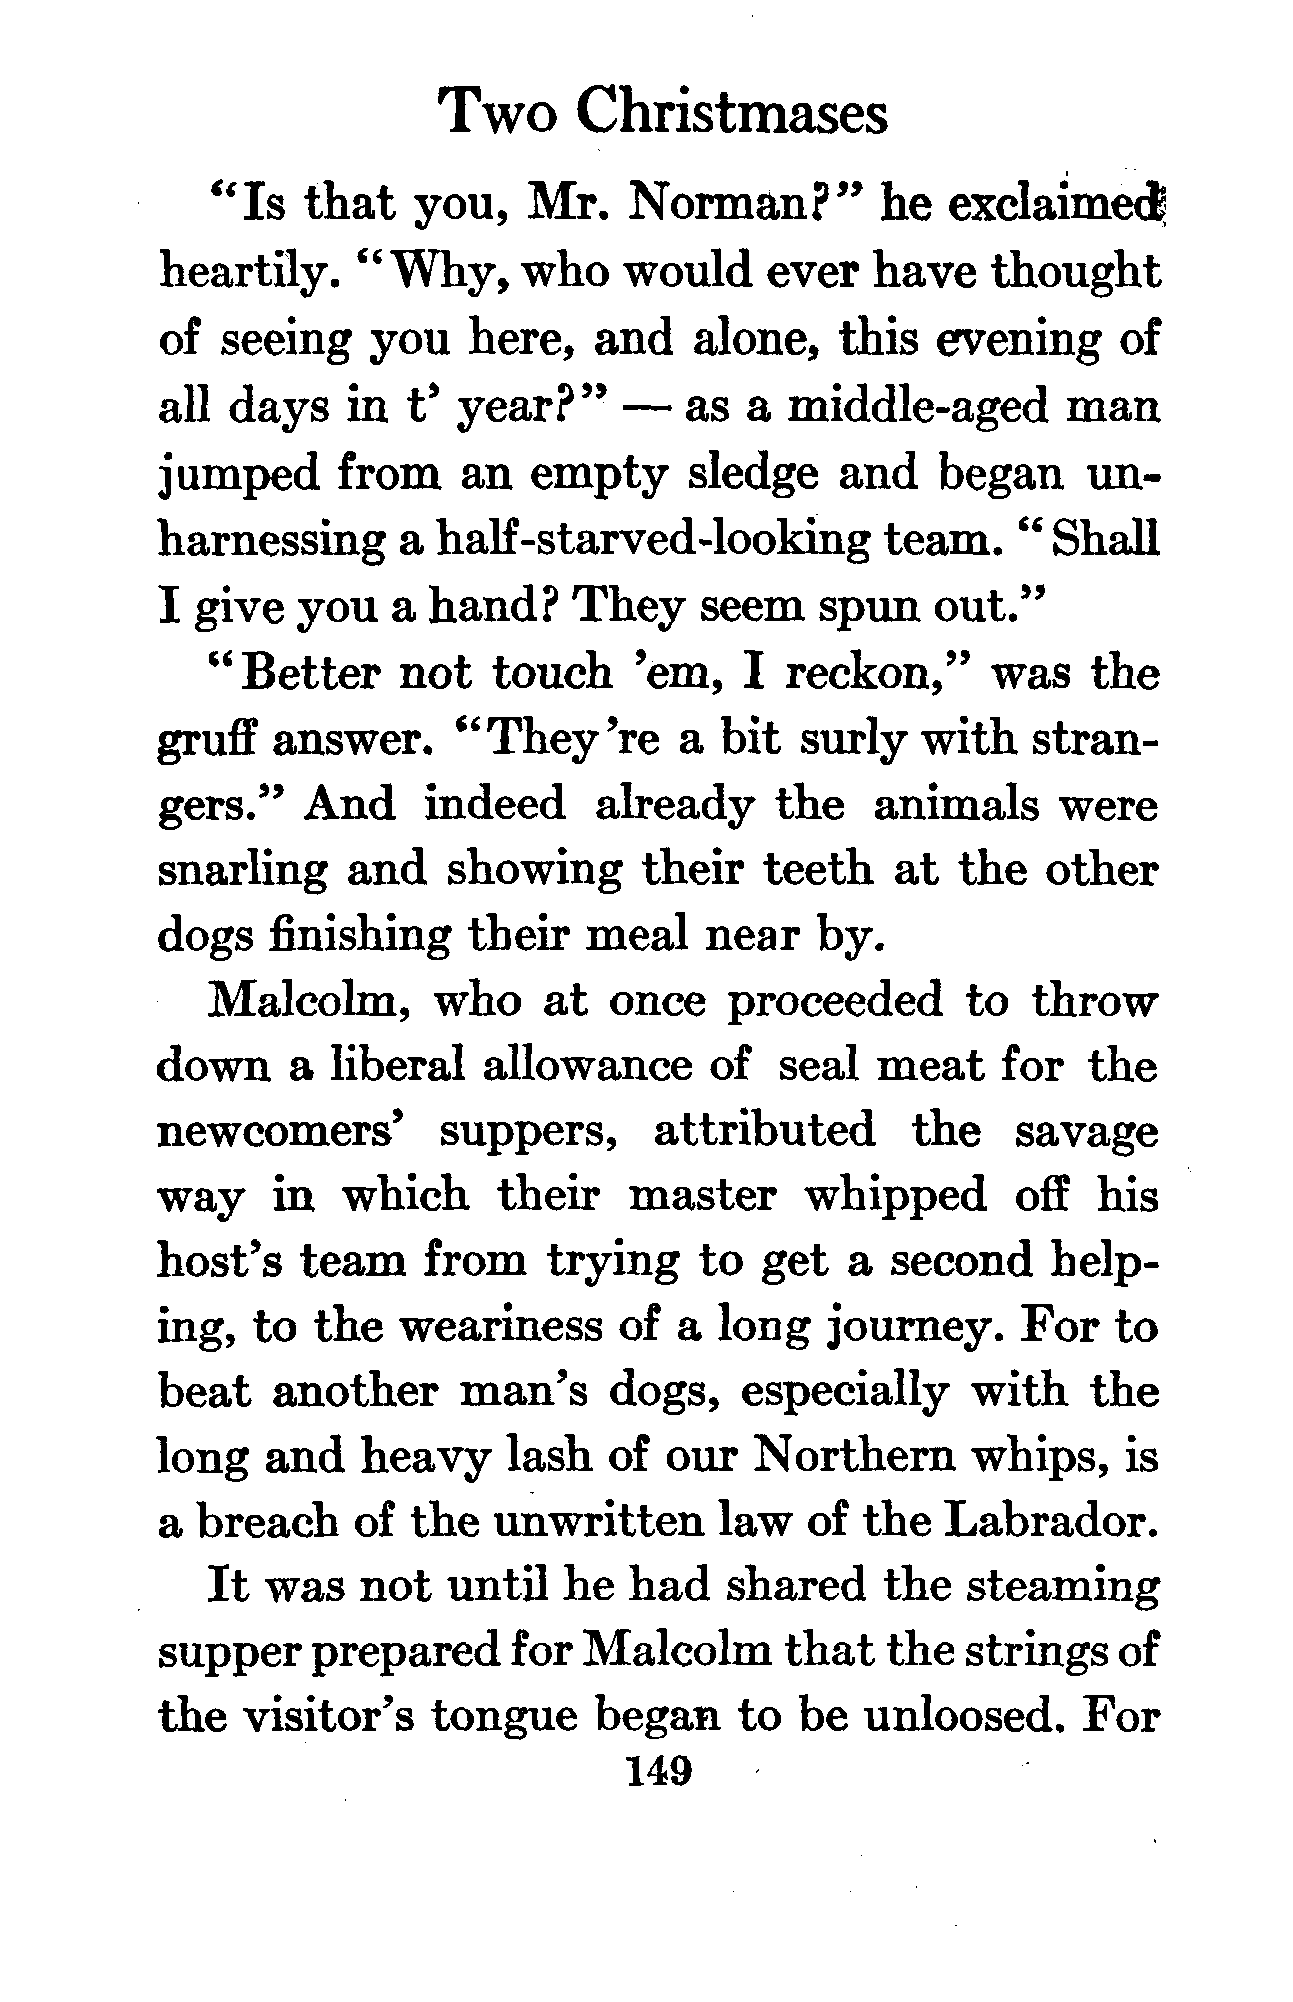 Two Christmases
“Is that you, Mr. Norman?” he exclaimed
heartily. “Why, who would ever have thought
of seeing you here, and alone, this evening of
all days in t’ year?” — as a middle-aged man
jumped from an empty sledge and began un-
harnessing a half-starved-looking team. “Shall
I give you a hand? They seem spun out.”
“Better not touch ’em, I reckon,” was the
gruff answer. “They’re a bit surly with stran-
gers.” And indeed already the animals were
snarling and showing their teeth at the other
dogs finishing their meal near by.
Malcolm, who at once proceeded to throw
down a liberal allowance of seal meat for the
newcomers’ suppers, attributed the savage
way in which their master whipped off his
host’s team from trying to get a second help-
ing, to the weariness of a long journey. For to
beat another man’s dogs, especially with the
long and heavy lash of our Northern whips, is
a breach of the unwritten law of the Labrador.
It was not until he had shared the steaming
supper prepared for Malcolm that the strings of
the visitor’s tongue began to be unloosed. For
149